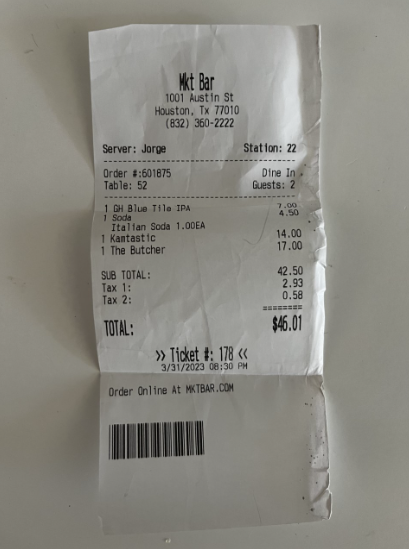 Mkt Bar
1001 Austin St
Houston, Tx 77010
(832) 360-2222
Server: Jorge Station: 22
Order #:601675 Dine In
Table: 52 Guests: 2
1 GH Blue Tile IPA 7.00
1 Soda 4.50
Italian Soda 1.00EA
1 Kamtastic 14.00
1 The Butcher 17.00
SUB TOTAL: 42.50
Tax 1: 2.93
Tax 2: 0.58
========
TOTAL: $46.01
>> Ticket #: 178 <<
3/31/2023 08:30 PM
Order Online At MKTBAR.COM